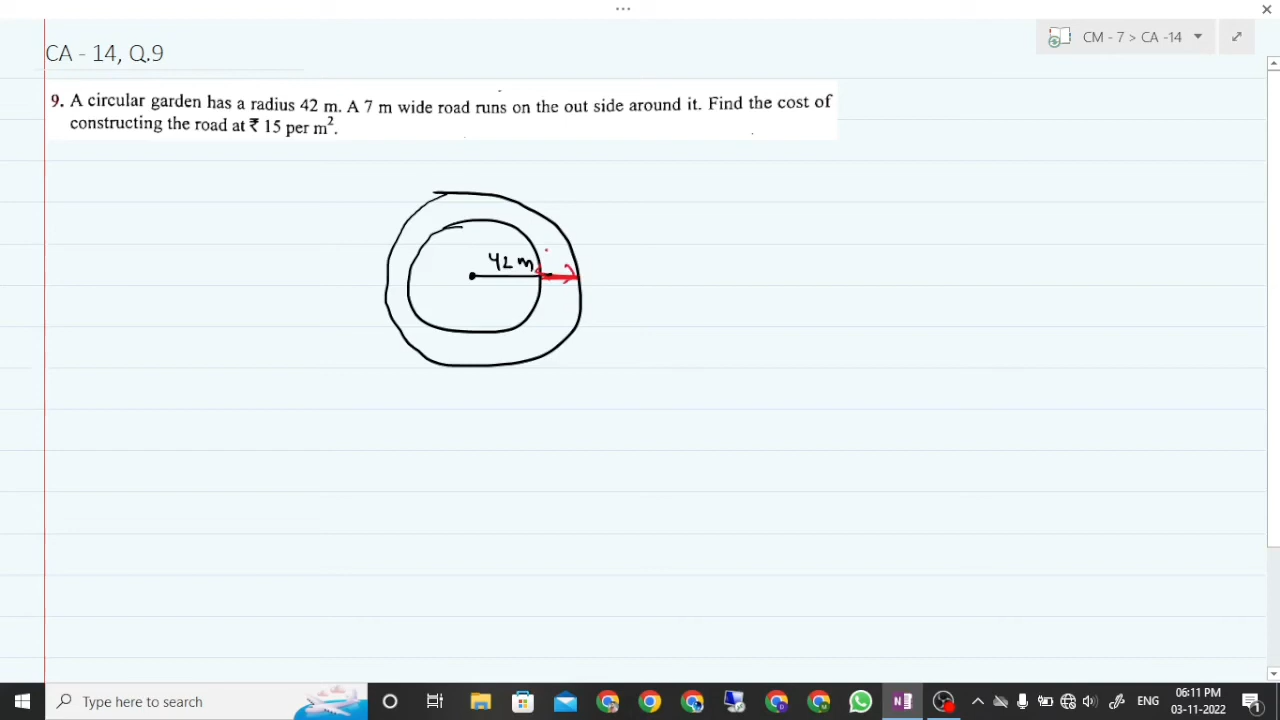 CM - 7 > CA -14
CA - 14, Q.9
9. A circular garden has a radius 42 m. A 7 m wide road runs on the out side around it. Find the cost of
constructing the road at ₹ 15 per m².
42 m
Type here to search
ENG
06:11 PM
03-11-2022
1